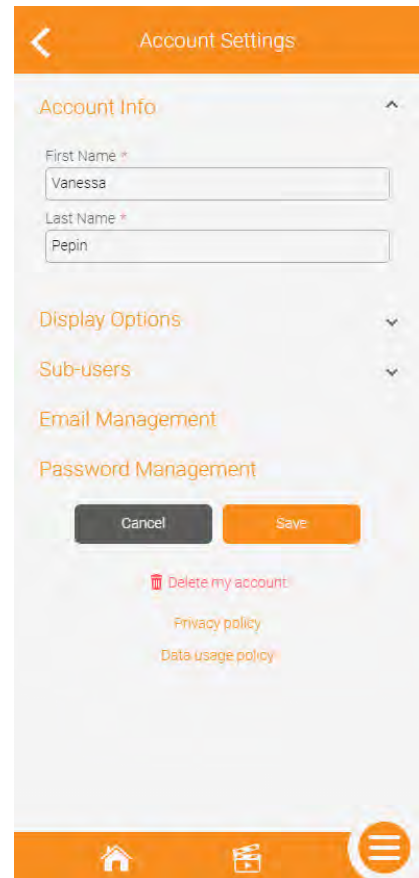 Account Settings
Account Info
First Name *
Vanessa
Last Name *
Pepin
Display Options
Sub-users
Email Management
Password Management
Cancel Save
Delete my account
Privacy policy
Data usage policy